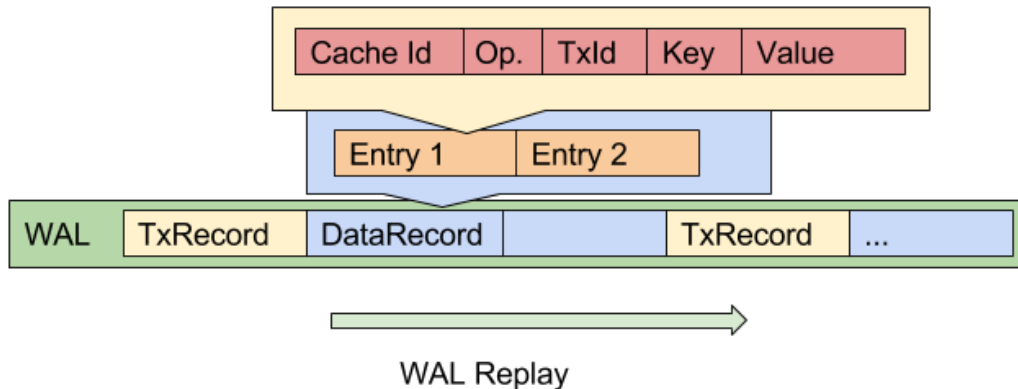 Cache Id Op. TxId Key Value
Entry 1 Entry 2
WAL TxRecord DataRecord TxRecord ...
WAL Replay